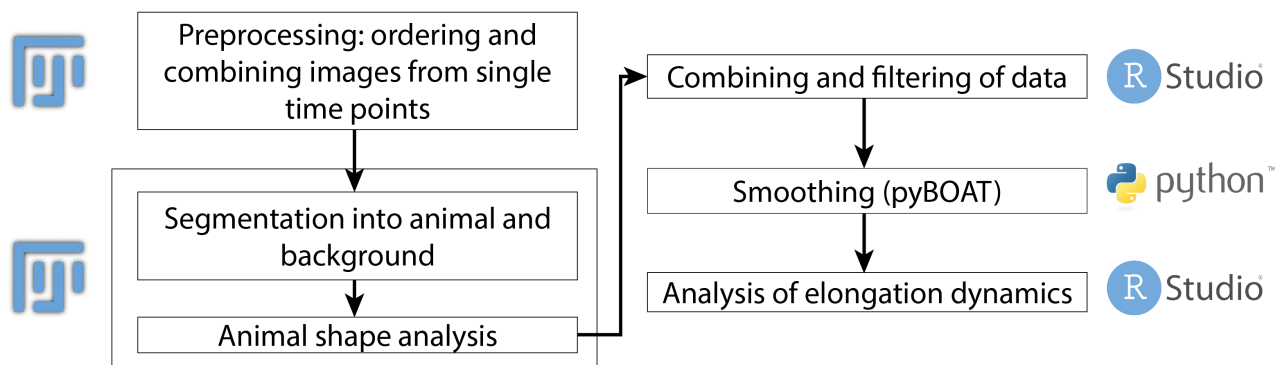 Preprocessing: ordering and
combining images from single
time points
Segmentation into animal and
background
Animal shape analysis
Combining and filtering of data
R Studio®
Smoothing (pyBOAT)
python™
Analysis of elongation dynamics
R Studio®